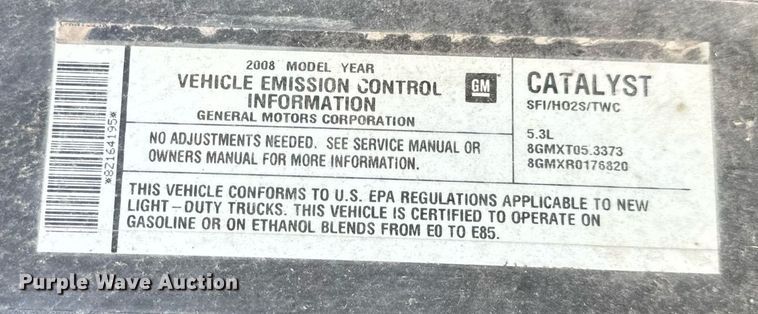 *82164195*
2008 MODEL YEAR
VEHICLE EMISSION CONTROL
INFORMATION
GENERAL MOTORS CORPORATION
GM
NO ADJUSTMENTS NEEDED. SEE SERVICE MANUAL OR
OWNERS MANUAL FOR MORE INFORMATION.
CATALYST
SFI/HO2S/TWC
5.3L
8GMXT05.3373
8GMXR0176820
THIS VEHICLE CONFORMS TO U.S. EPA REGULATIONS APPLICABLE TO NEW
LIGHT-DUTY TRUCKS. THIS VEHICLE IS CERTIFIED TO OPERATE ON
GASOLINE OR ON ETHANOL BLENDS FROM E0 TO E85.
Purple Wave Auction